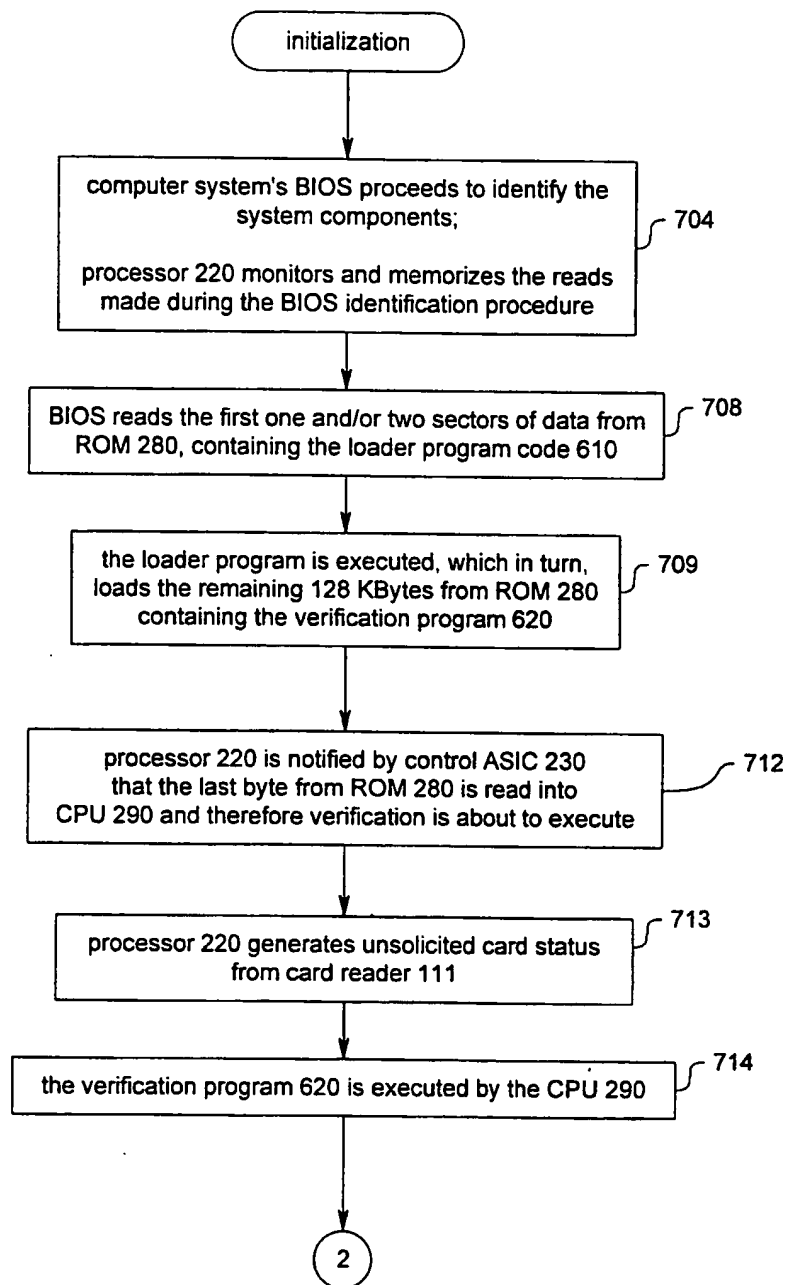 initialization
computer system's BIOS proceeds to identify the
system components;
processor 220 monitors and memorizes the reads
made during the BIOS identification procedure
704
BIOS reads the first one and/or two sectors of data from
ROM 280, containing the loader program code 610
708
the loader program is executed, which in turn,
loads the remaining 128 KBytes from ROM 280
containing the verification program 620
709
processor 220 is notified by control ASIC 230
that the last byte from ROM 280 is read into
CPU 290 and therefore verification is about to execute
712
processor 220 generates unsolicited card status
from card reader 111
713
the verification program 620 is executed by the CPU 290
714
2